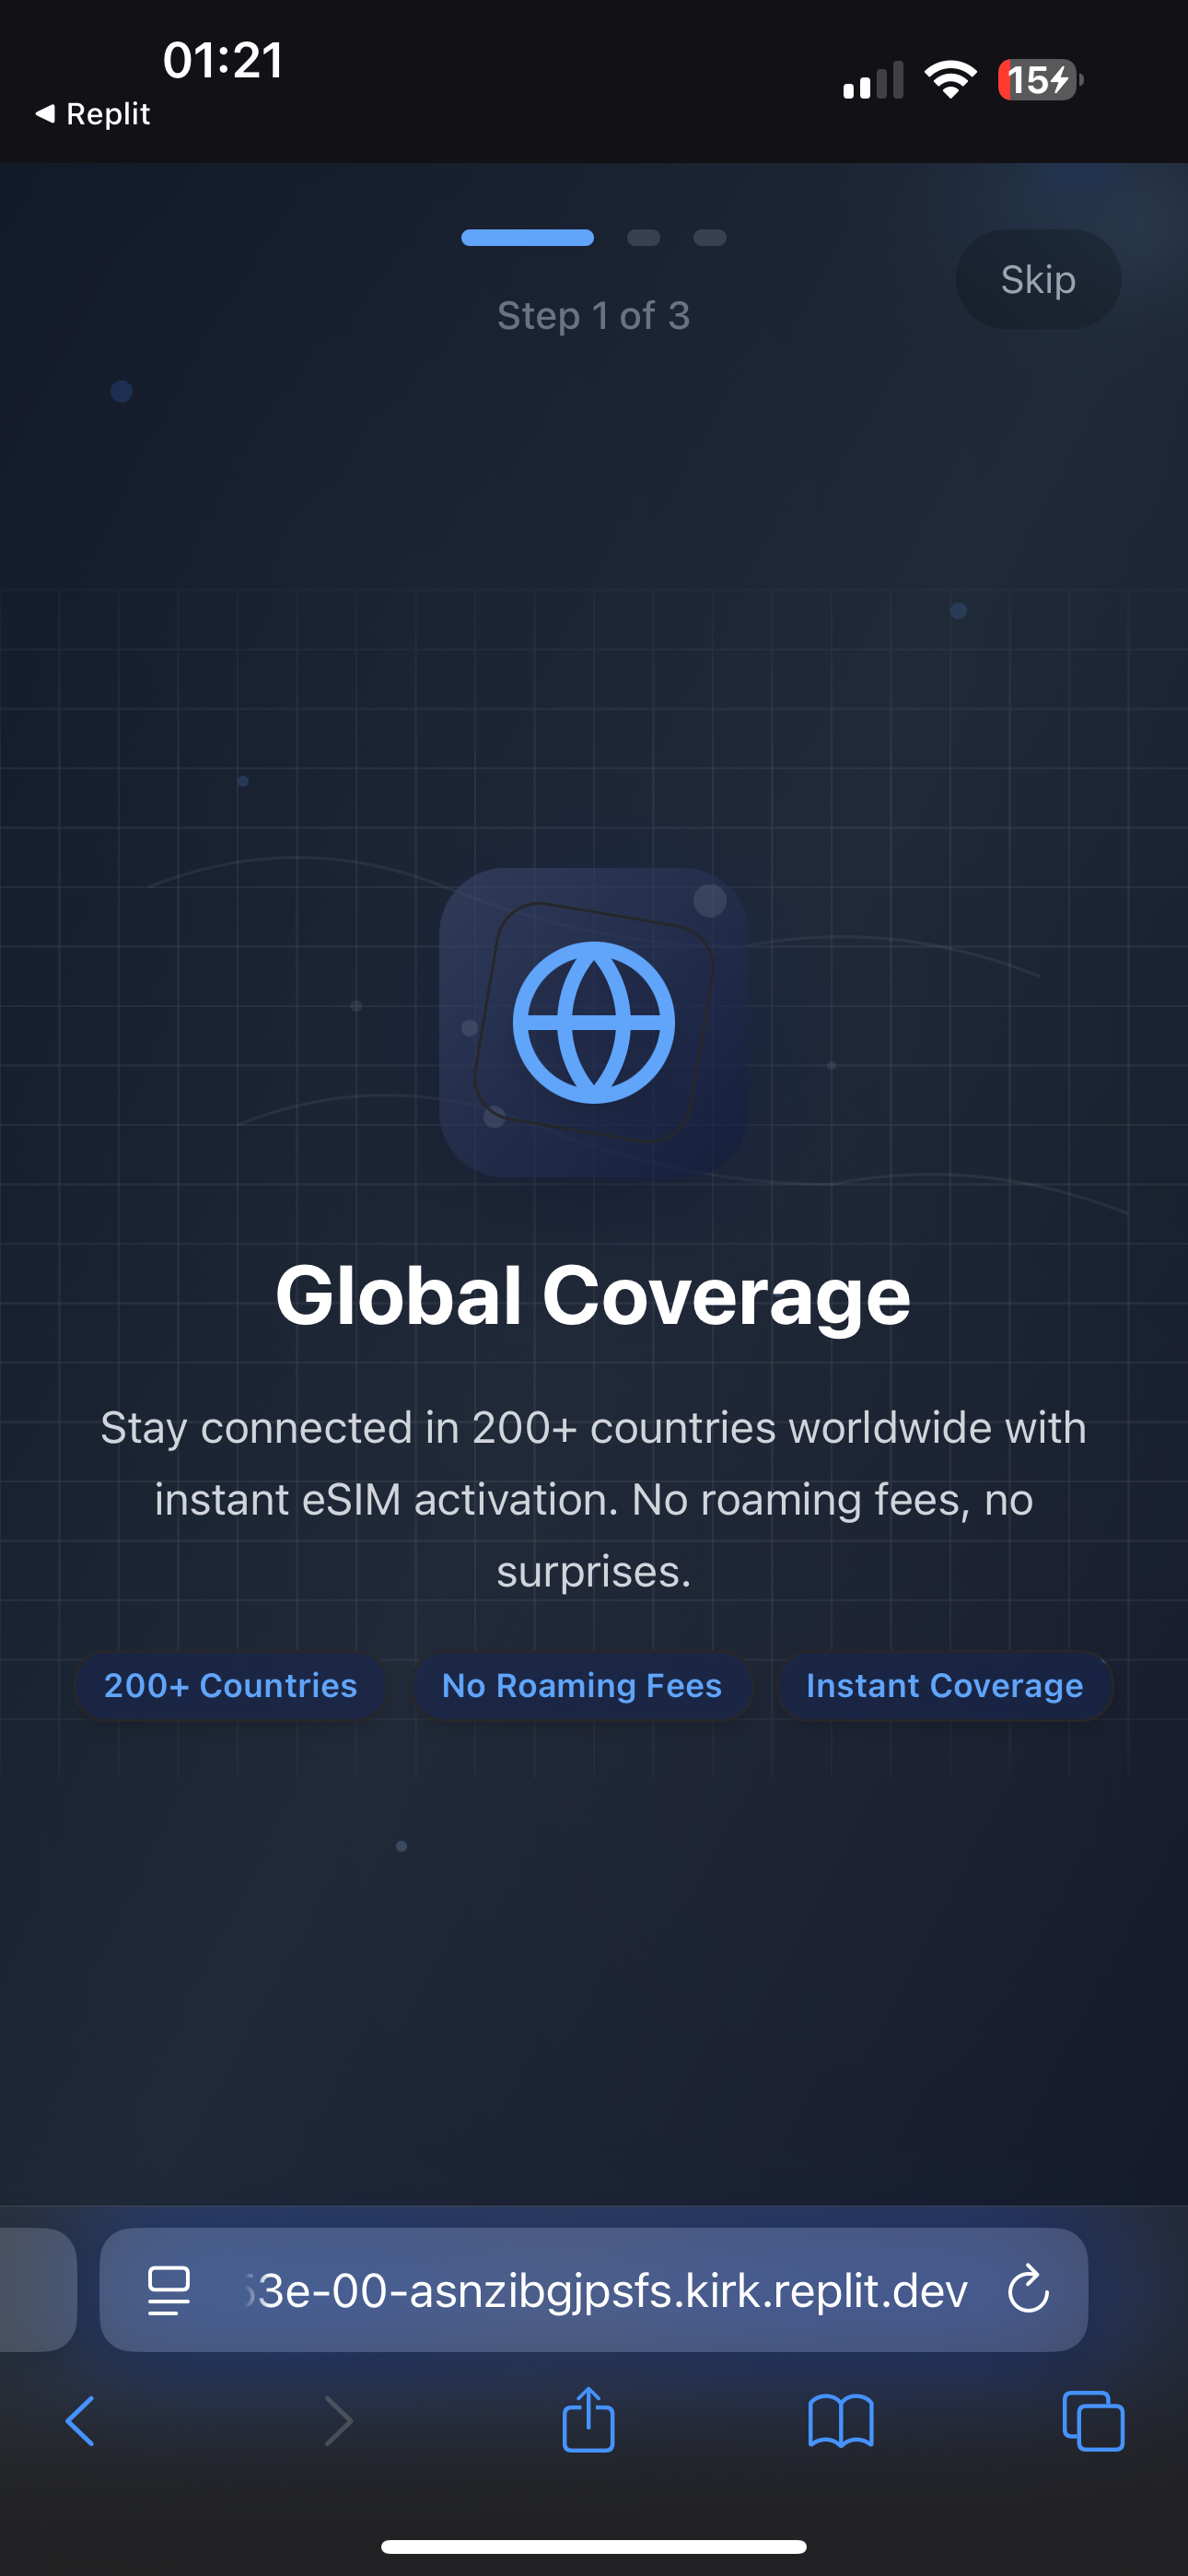 01:21
15
Replit
Skip
Step 1 of 3
Global Coverage
Stay connected in 200+ countries worldwide with
instant eSIM activation. No roaming fees, no
surprises.
200+ Countries
No Roaming Fees
Instant Coverage
3e-00-asnzibgjpsfs.kirk.replit.dev